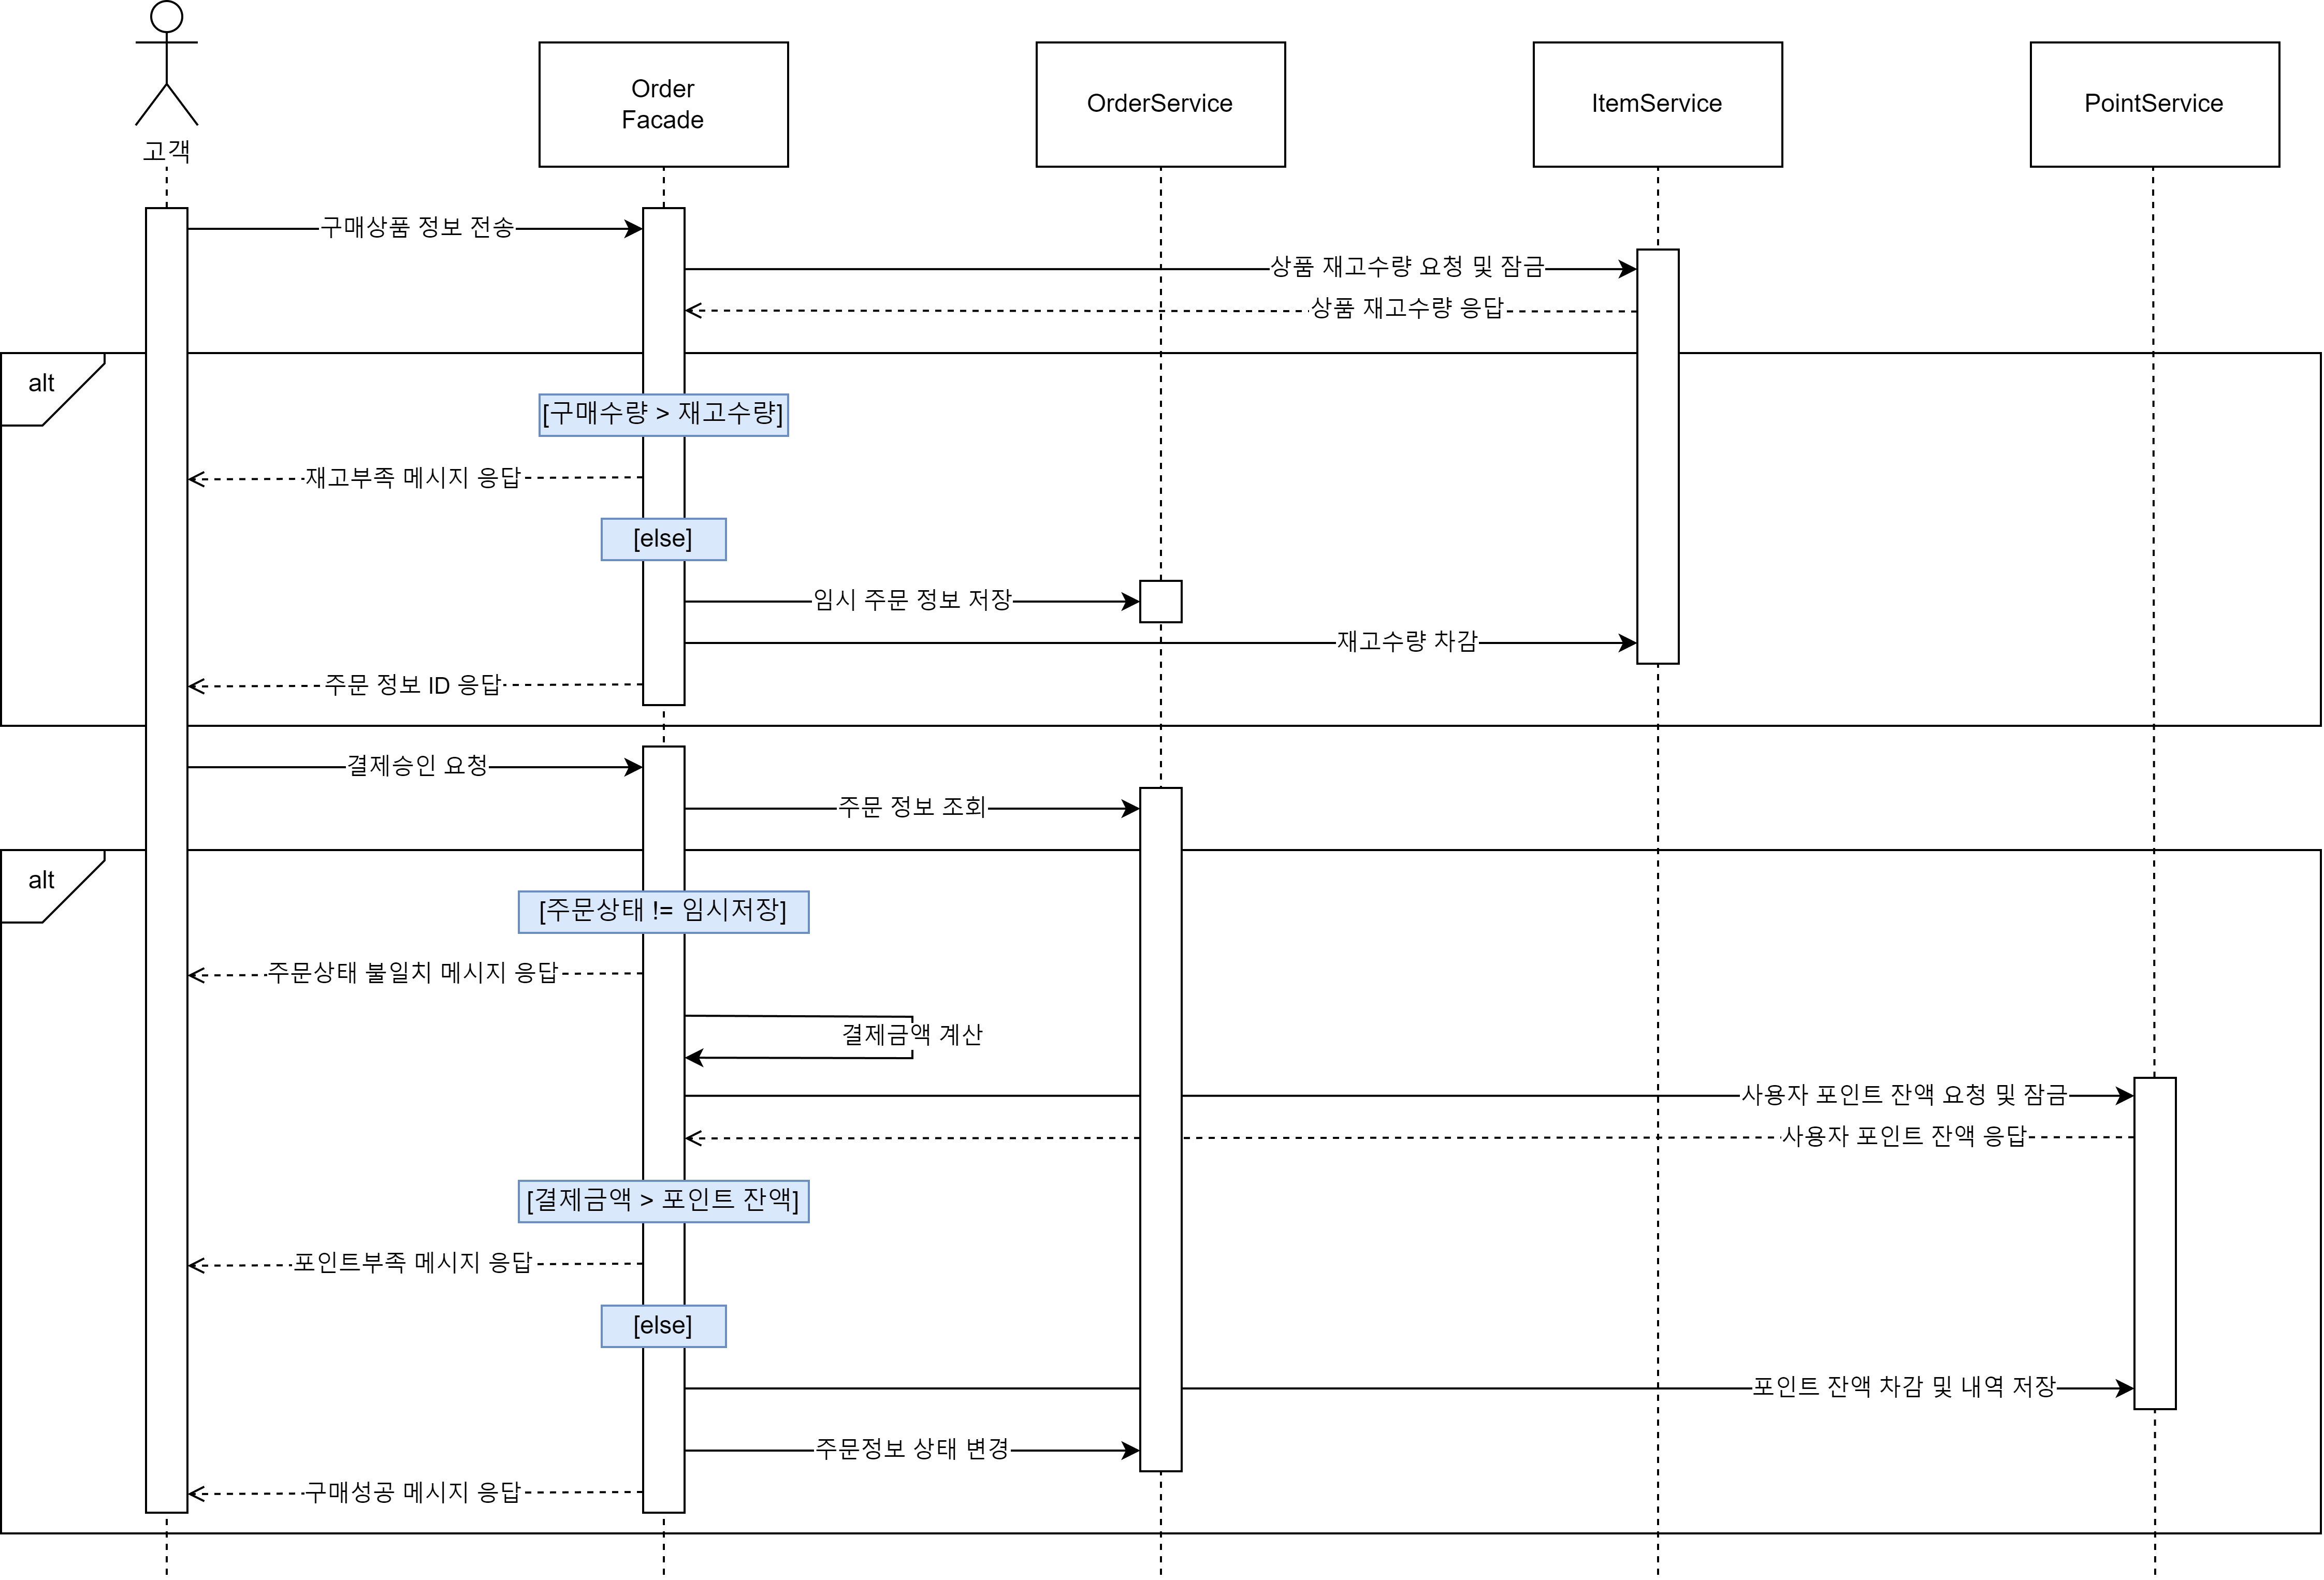 고객
Order
Facade
OrderService
ItemService
PointService
구매상품 정보 전송
상품 재고수량 요청 및 잠금
상품 재고수량 응답
alt
[구매수량 > 재고수량]
재고부족 메시지 응답
[else]
임시 주문 정보 저장
재고수량 차감
주문 정보 ID 응답
결제승인 요청
주문 정보 조회
alt
[주문상태 != 임시저장]
주문상태 불일치 메시지 응답
결제금액 계산
사용자 포인트 잔액 요청 및 잠금
사용자 포인트 잔액 응답
[결제금액 > 포인트 잔액]
포인트부족 메시지 응답
[else]
포인트 잔액 차감 및 내역 저장
주문정보 상태 변경
구매성공 메시지 응답